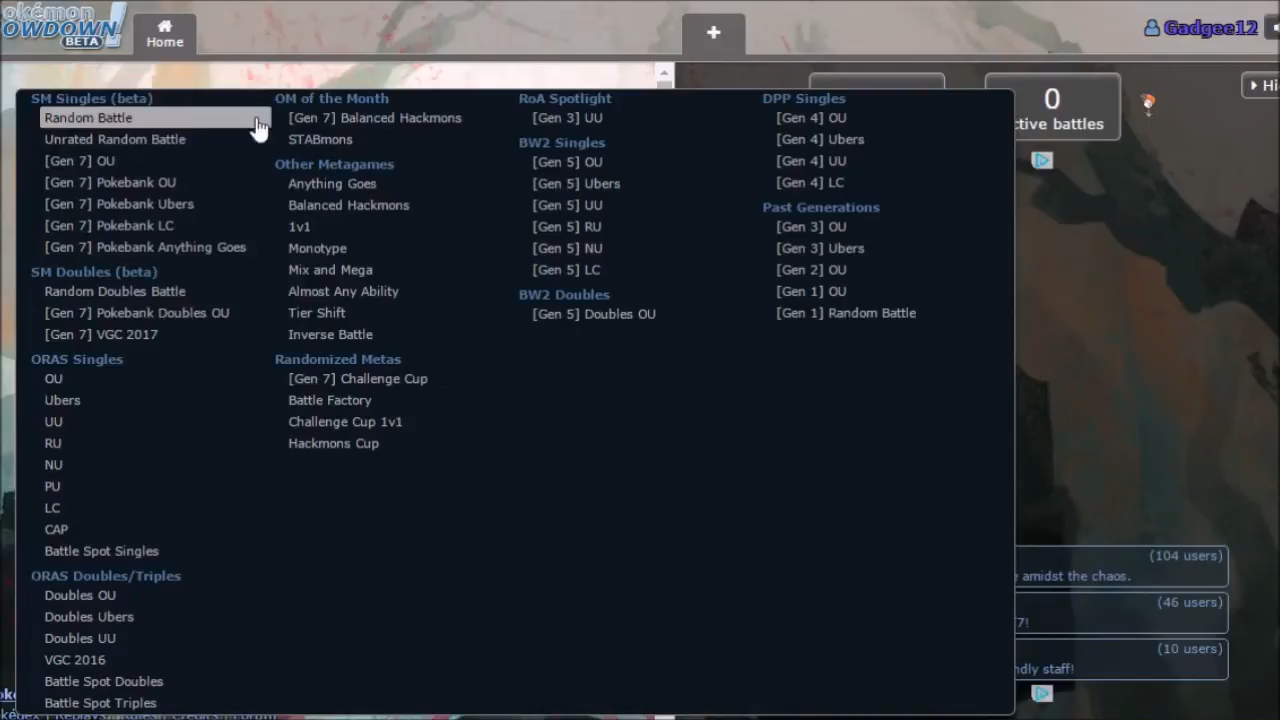 okémon
OWDOWN!
BETA
Home
+
Gadgee12
Hi
0
ctive battles
SM Singles (beta)
Random Battle
Unrated Random Battle
[Gen 7] OU
[Gen 7] Pokebank OU
[Gen 7] Pokebank Ubers
[Gen 7] Pokebank LC
[Gen 7] Pokebank Anything Goes
SM Doubles (beta)
Random Doubles Battle
[Gen 7] Pokebank Doubles OU
[Gen 7] VGC 2017
ORAS Singles
OU
Ubers
UU
RU
NU
PU
LC
CAP
Battle Spot Singles
ORAS Doubles/Triples
Doubles OU
Doubles Ubers
Doubles UU
VGC 2016
Battle Spot Doubles
Battle Spot Triples
OM of the Month
[Gen 7] Balanced Hackmons
STABmons
Other Metagames
Anything Goes
Balanced Hackmons
1v1
Monotype
Mix and Mega
Almost Any Ability
Tier Shift
Inverse Battle
Randomized Metas
[Gen 7] Challenge Cup
Battle Factory
Challenge Cup 1v1
Hackmons Cup
RoA Spotlight
[Gen 3] UU
BW2 Singles
[Gen 5] OU
[Gen 5] Ubers
[Gen 5] UU
[Gen 5] RU
[Gen 5] NU
[Gen 5] LC
BW2 Doubles
[Gen 5] Doubles OU
DPP Singles
[Gen 4] OU
[Gen 4] Ubers
[Gen 4] UU
[Gen 4] LC
Past Generations
[Gen 3] OU
[Gen 3] Ubers
[Gen 2] OU
[Gen 1] OU
[Gen 1] Random Battle
(104 users)
e amidst the chaos.
(46 users)
7!
(10 users)
ndly staff!
oke
kédex | Replays | Rules | Credits | Forum